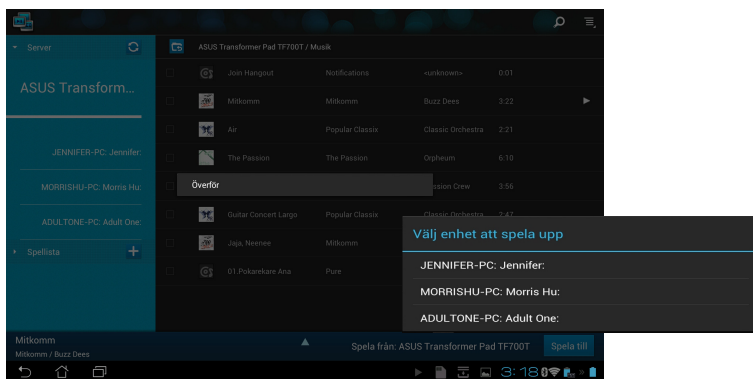 Server
ASUS Transformer Pad TF700T / Musik
ASUS Transform...
JENNIFER-PC: Jennifer:
MORRISHU-PC: Morris Hu:
ADULTONE-PC: Adult One:
Spellista
Join Hangout Notifications <unknown> 0:01
Mitkomm Mitkomm Buzz Dees 3:22
Air Popular Classix Classic Orchestra 2:21
The Passion The Passion Orpheum 6:10
Överför
ssion Crew 3:56
Guitar Concert Largo Popular Classix Classic Orchestra 2:47
Jaja, Neenee Mitkomm
01.Pokarekare Ana Pure
Välj enhet att spela upp
JENNIFER-PC: Jennifer:
MORRISHU-PC: Morris Hu:
ADULTONE-PC: Adult One:
Mitkomm
Mitkomm / Buzz Dees
Spela från: ASUS Transformer Pad TF700T
Spela till
3:18